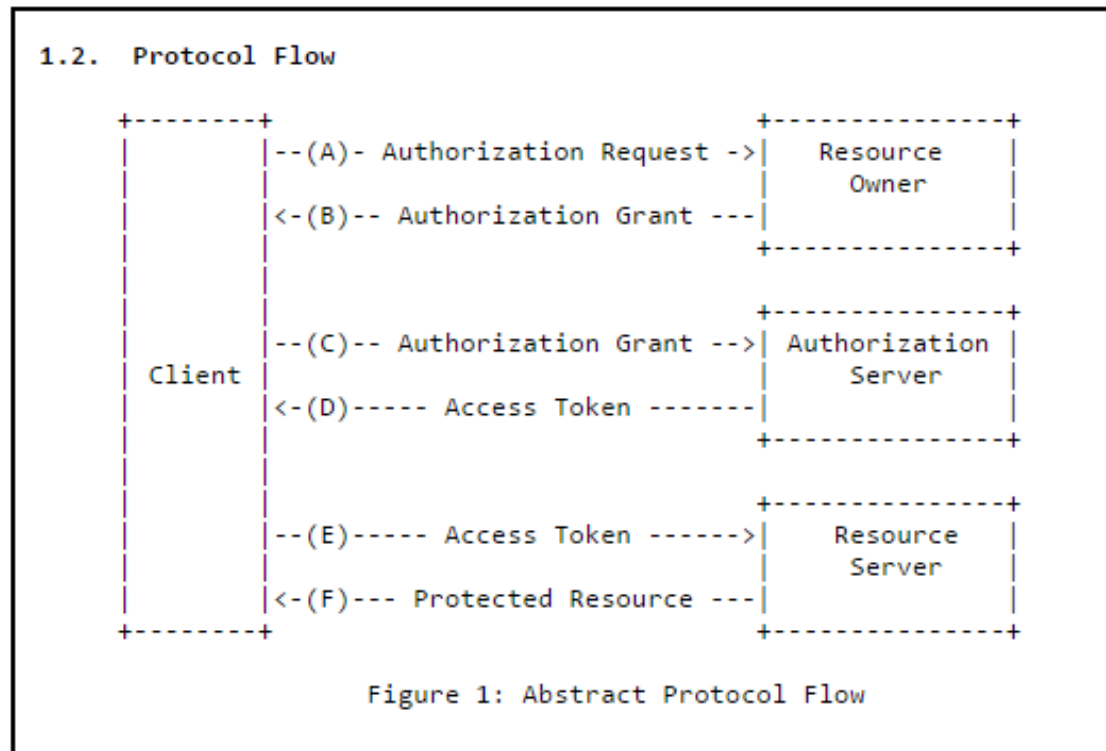 1.2.  Protocol Flow

     +--------+                               +---------------+
     |        |--(A)- Authorization Request ->|   Resource    |
     |        |                               |     Owner     |
     |        |<-(B)-- Authorization Grant ---|               |
     |        |                               +---------------+
     |        |
     |        |                               +---------------+
     |        |--(C)-- Authorization Grant -->| Authorization |
     | Client |                               |     Server    |
     |        |<-(D)----- Access Token -------|               |
     |        |                               +---------------+
     |        |
     |        |                               +---------------+
     |        |--(E)----- Access Token ------>|    Resource   |
     |        |                               |     Server    |
     |        |<-(F)--- Protected Resource ---|               |
     +--------+                               +---------------+

                     Figure 1: Abstract Protocol Flow